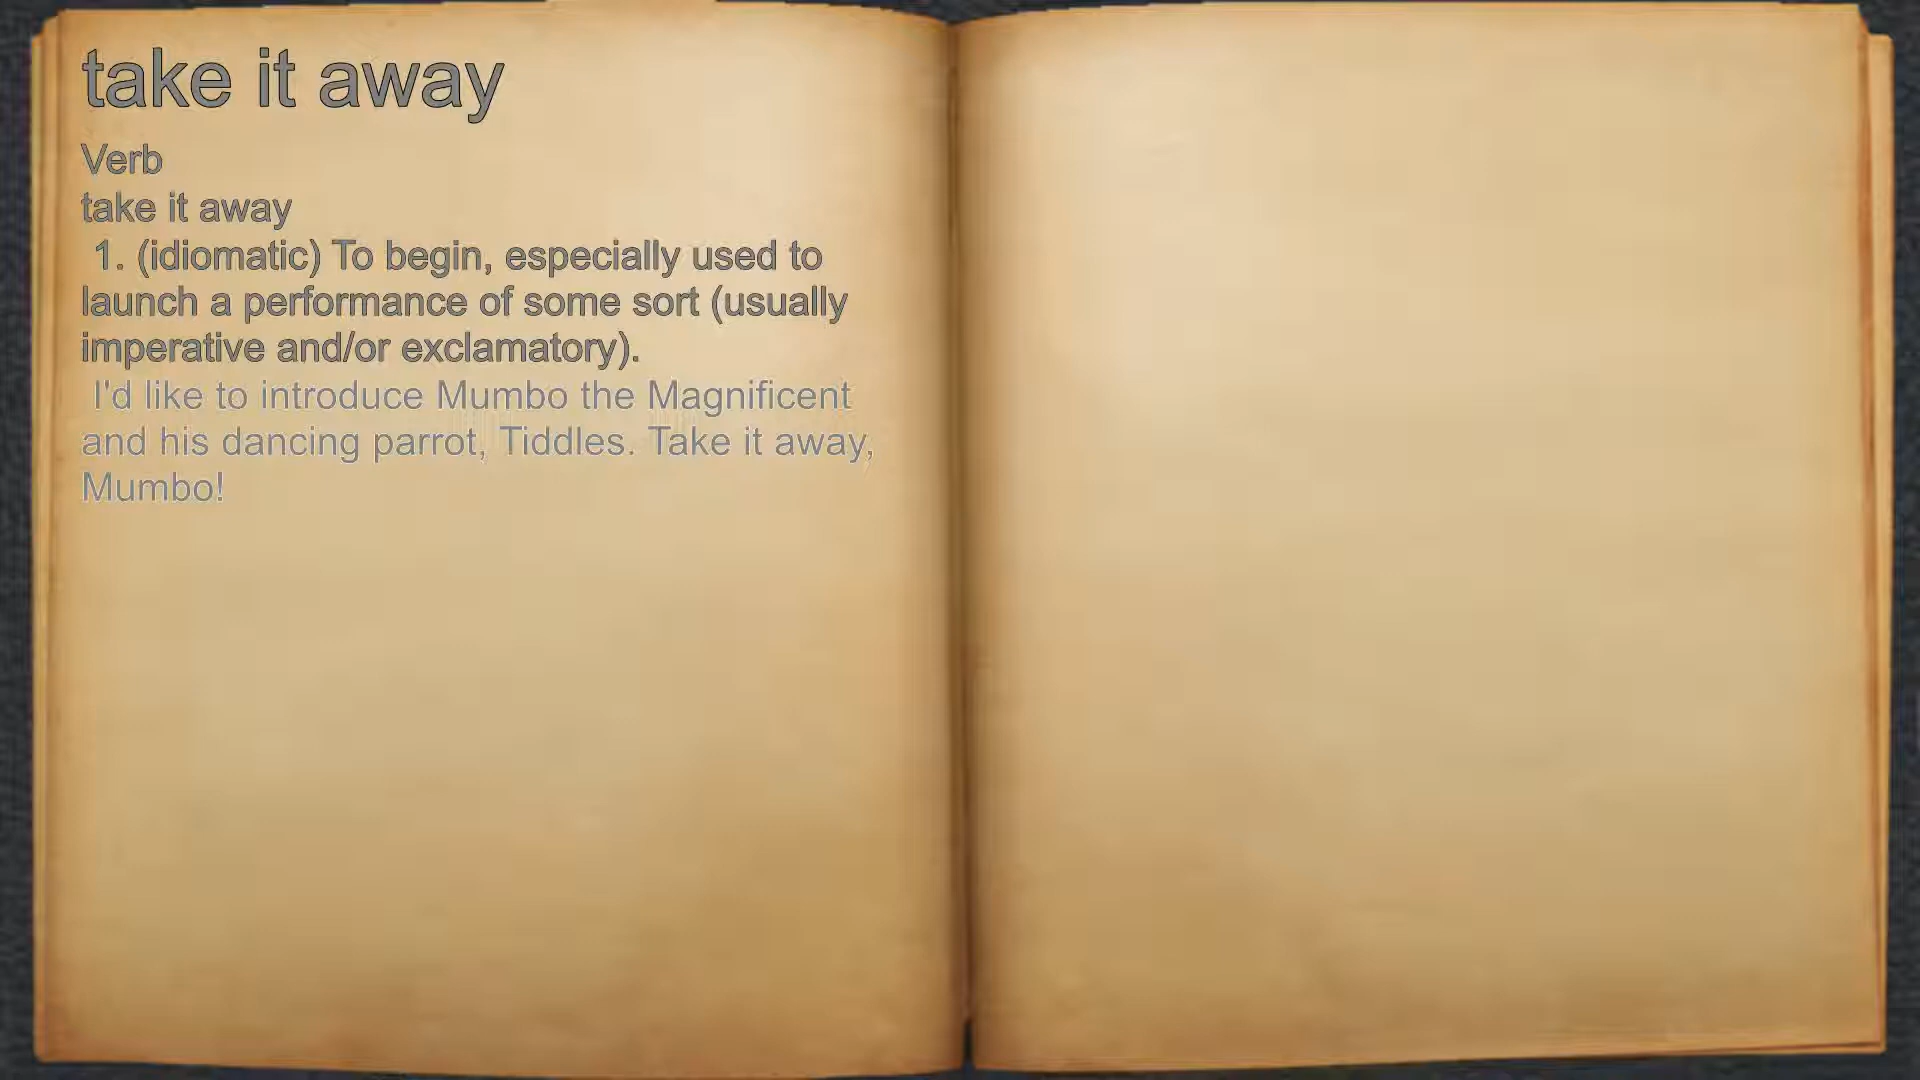 take it away
Verb
take it away
1. (idiomatic) To begin, especially used to
launch a performance of some sort (usually
imperative and/or exclamatory).
I'd like to introduce Mumbo the Magnificent
and his dancing parrot, Tiddles. Take it away,
Mumbo!